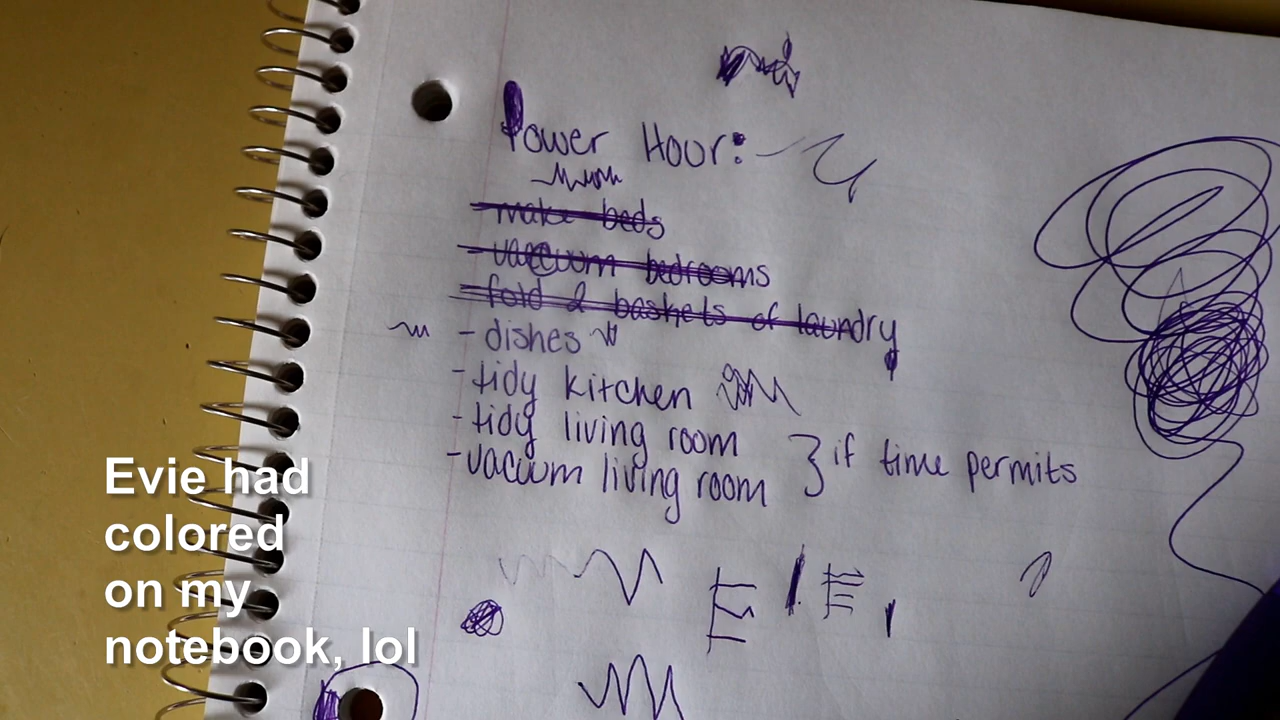 Power Hour:
- make beds
- vacuum bedrooms
- fold 2 baskets of laundry
- dishes
- tidy kitchen
- tidy living room
- vacuum living room } if time permits
E E
Evie had
colored
on my
notebook, lol